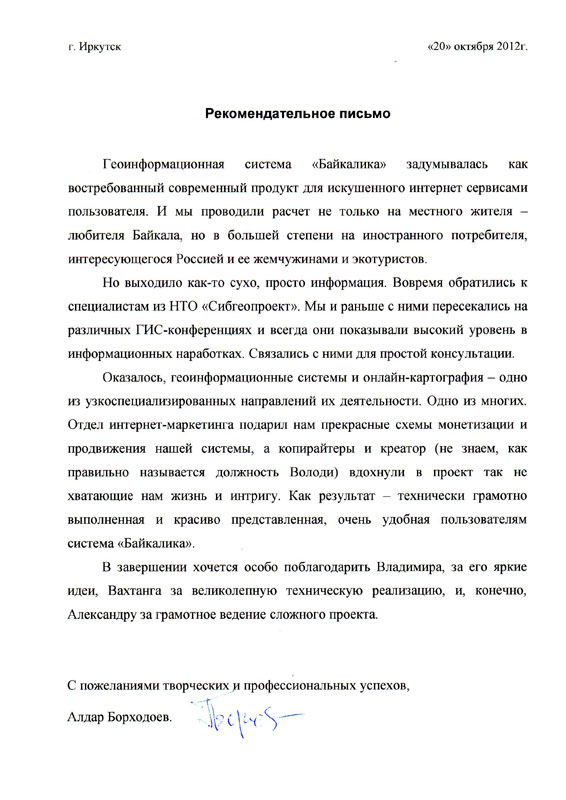 г. Иркутск «20» октября 2012г.
Рекомендательное письмо
Геоинформационная система «Байкалика» задумывалась как
востребованный современный продукт для искушенного интернет сервисами
пользователя. И мы проводили расчет не только на местного жителя –
любителя Байкала, но в большей степени на иностранного потребителя,
интересующегося Россией и ее жемчужинами и экотуристов.
Но выходило как-то сухо, просто информация. Вовремя обратились к
специалистам из НТО «Сибгеопроект». Мы и раньше с ними пересекались на
различных ГИС-конференциях и всегда они показывали высокий уровень в
информационных наработках. Связались с ними для простой консультации.
Оказалось, геоинформационные системы и онлайн-картография – одно
из узкоспециализированных направлений их деятельности. Одно из многих.
Отдел интернет-маркетинга подарил нам прекрасные схемы монетизации и
продвижения нашей системы, а копирайтеры и креатор (не знаем, как
правильно называется должность Володи) вдохнули в проект так не
хватающие нам жизнь и интригу. Как результат – технически грамотно
выполненная и красиво представленная, очень удобная пользователям
система «Байкалика».
В завершении хочется особо поблагодарить Владимира, за его яркие
идеи, Вахтанга за великолепную техническую реализацию, и, конечно,
Александру за грамотное ведение сложного проекта.
С пожеланиями творческих и профессиональных успехов,
Алдар Борходоев.